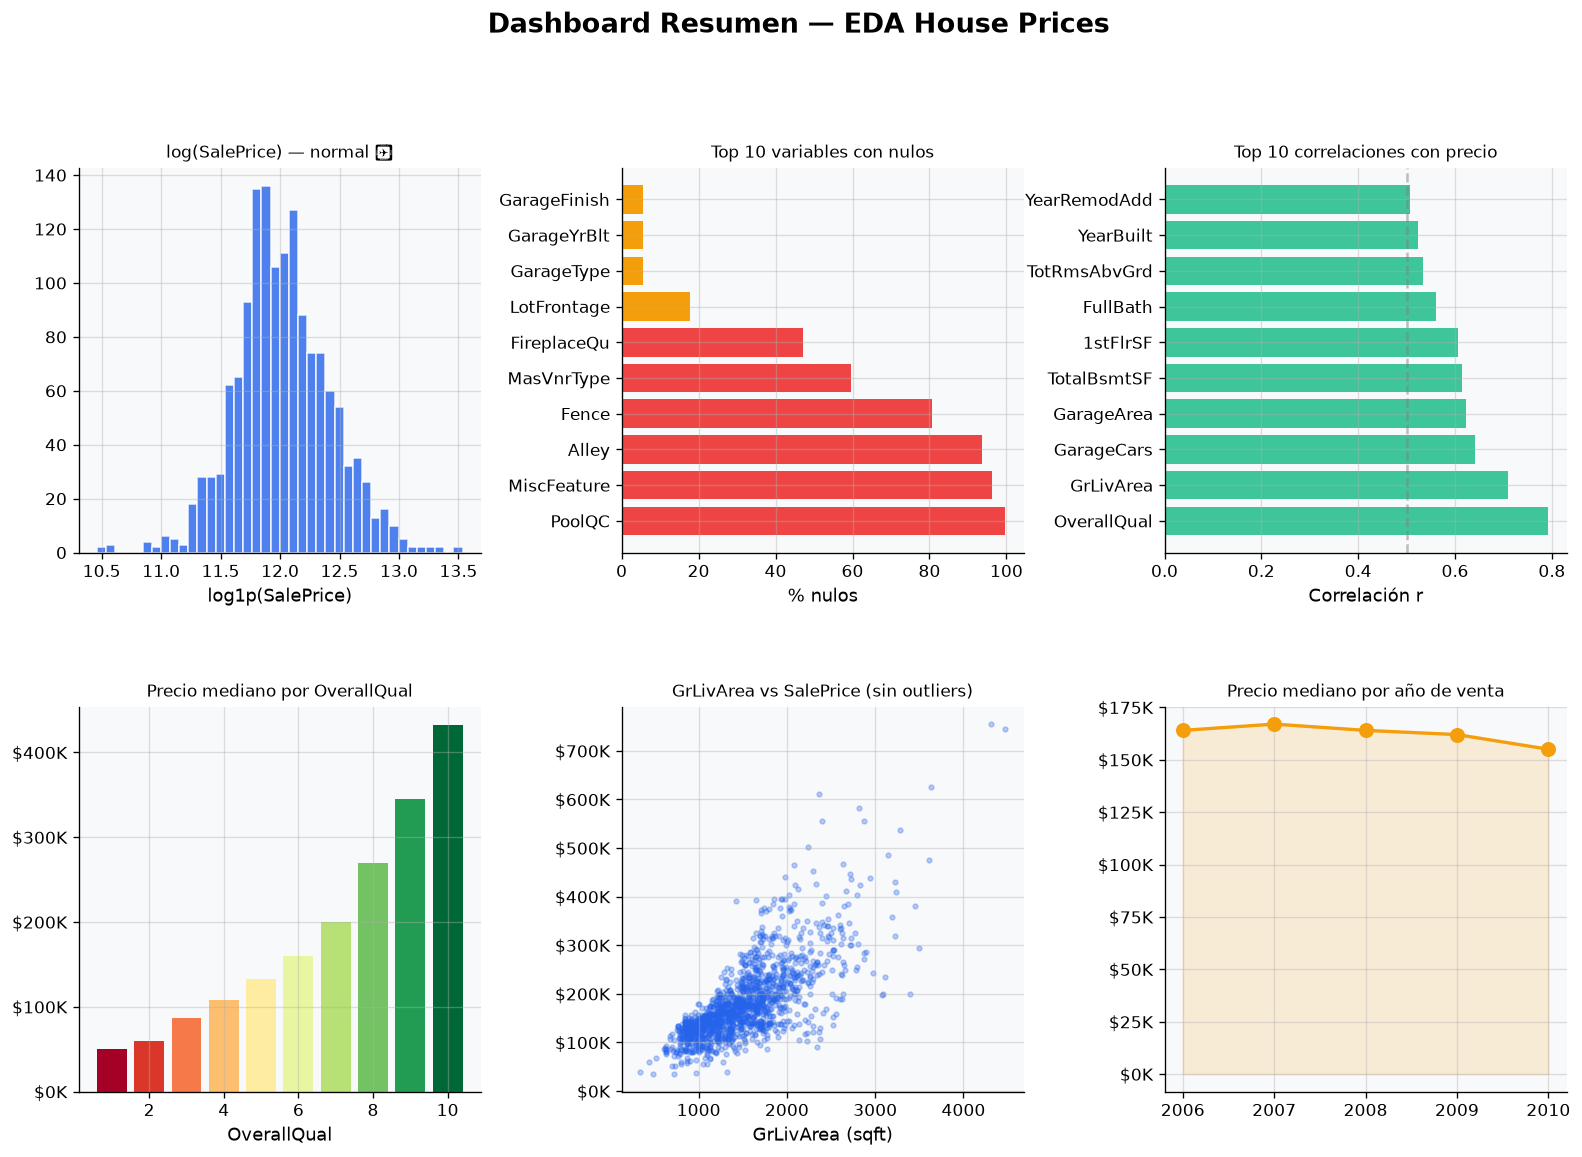 Dashboard Resumen — EDA House Prices
log(SalePrice) — normal
140
120
100
80
60
40
20
0
10.5 11.0 11.5 12.0 12.5 13.0 13.5
log1p(SalePrice)
Top 10 variables con nulos
GarageFinish
GarageYrBlt
GarageType
LotFrontage
FireplaceQu
MasVnrType
Fence
Alley
MiscFeature
PoolQC
0 20 40 60 80 100
% nulos
Top 10 correlaciones con precio
YearRemodAdd
YearBuilt
TotRmsAbvGrd
FullBath
1stFlrSF
TotalBsmtSF
GarageArea
GarageCars
GrLivArea
OverallQual
0.0 0.2 0.4 0.6 0.8
Correlación r
Precio mediano por OverallQual
$400K
$300K
$200K
$100K
$0K
2 4 6 8 10
OverallQual
GrLivArea vs SalePrice (sin outliers)
$700K
$600K
$500K
$400K
$300K
$200K
$100K
$0K
1000 2000 3000 4000
GrLivArea (sqft)
Precio mediano por año de venta
$175K
$150K
$125K
$100K
$75K
$50K
$25K
$0K
2006 2007 2008 2009 2010